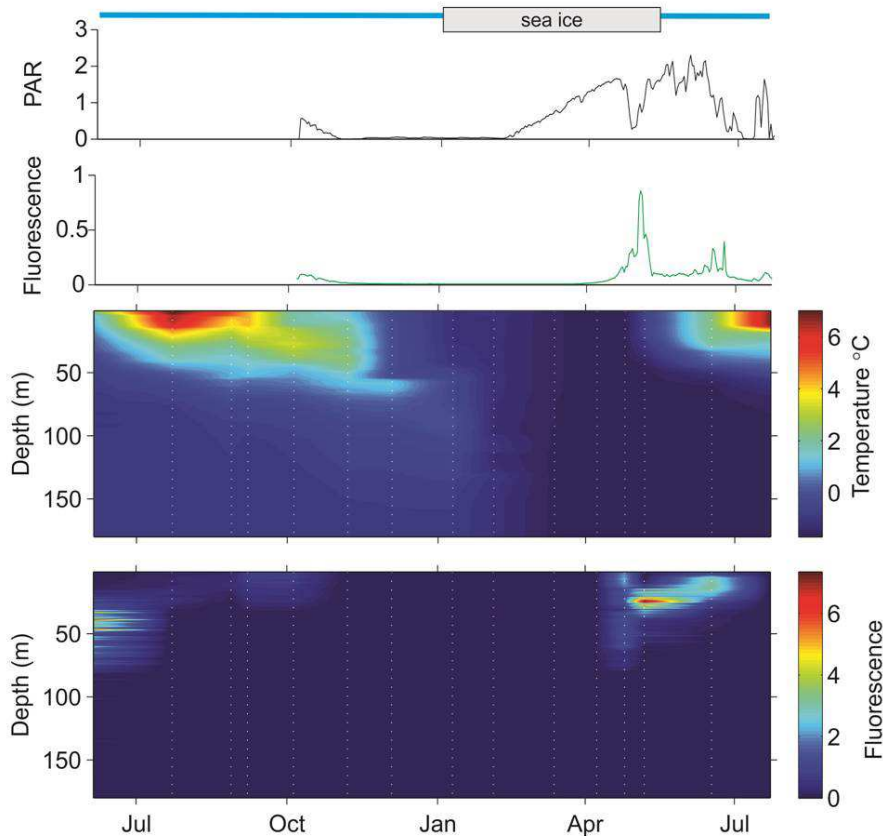 sea ice
3
2
1
0
PAR
1
0.5
0
Fluorescence
50
100
150
Depth (m)
6
4
2
0
Temperature °C
50
100
150
Depth (m)
6
4
2
0
Fluorescence
Jul Oct Jan Apr Jul